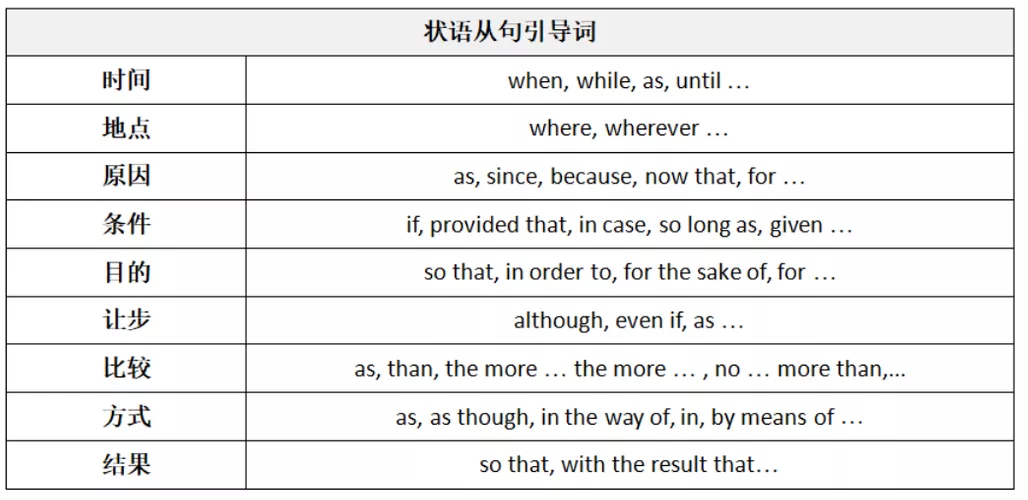 状语从句引导词
时间 when, while, as, until …
地点 where, wherever …
原因 as, since, because, now that, for …
条件 if, provided that, in case, so long as, given …
目的 so that, in order to, for the sake of, for …
让步 although, even if, as …
比较 as, than, the more … the more … , no … more than,...
方式 as, as though, in the way of, in, by means of …
结果 so that, with the result that…